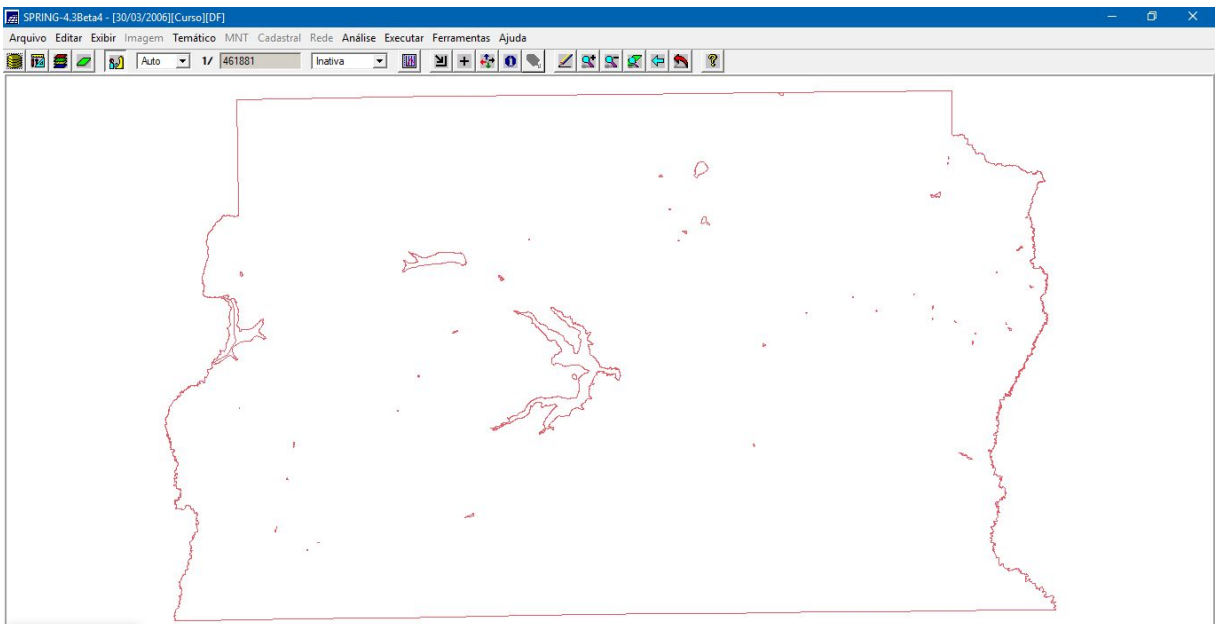 SPRING-4.3Beta4 - [30/03/2006][Curso][DF]
Arquivo Editar Exibir Imagem Temático MNT Cadastral Rede Análise Executar Ferramentas Ajuda
Auto 1/ 461881 Inativa